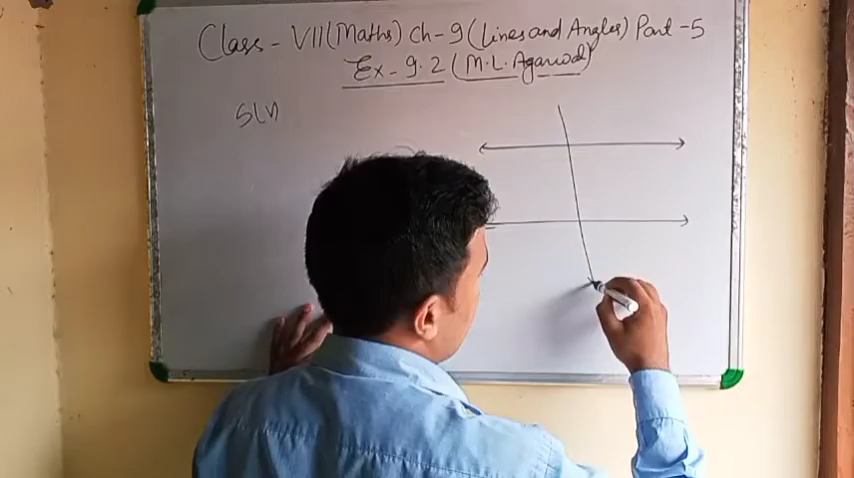 Class - VII (Maths) Ch - 9 (Lines and Angles) Part - 5
Ex - 9.2 (M.L. Agarwal)
Sln